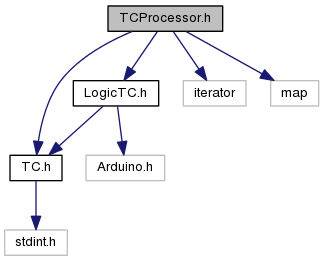 TCProcessor.h
LogicTC.h
iterator
map
TC.h
Arduino.h
stdint.h